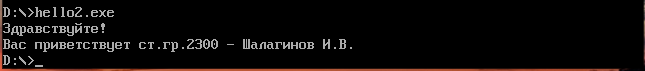 D:\>hello2.exe
Здравствуйте!
Вас приветствует ст.гр.2300 - Шалагинов И.В.
D:\>_